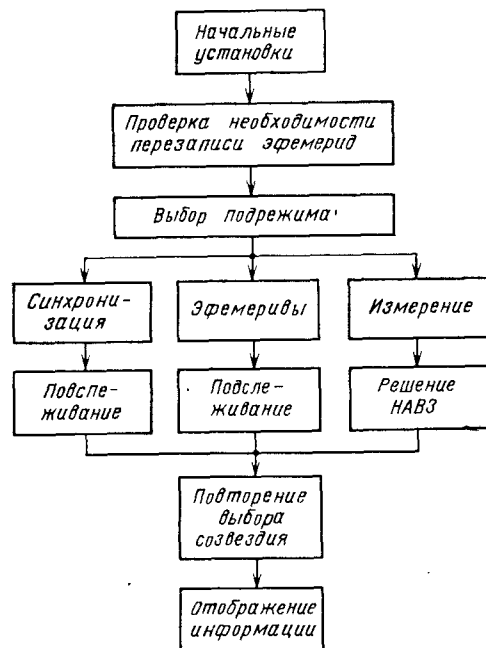 Начальные
установки
Проверка необходимости
перезаписи эфемерид
Выбор подрежима
Синхрони-
зация
Эфемериды
Измерение
Подсле-
живание
Подсле-
живание
Решение
НАВЗ
Повторение
выбора
созвездия
Отображение
информации